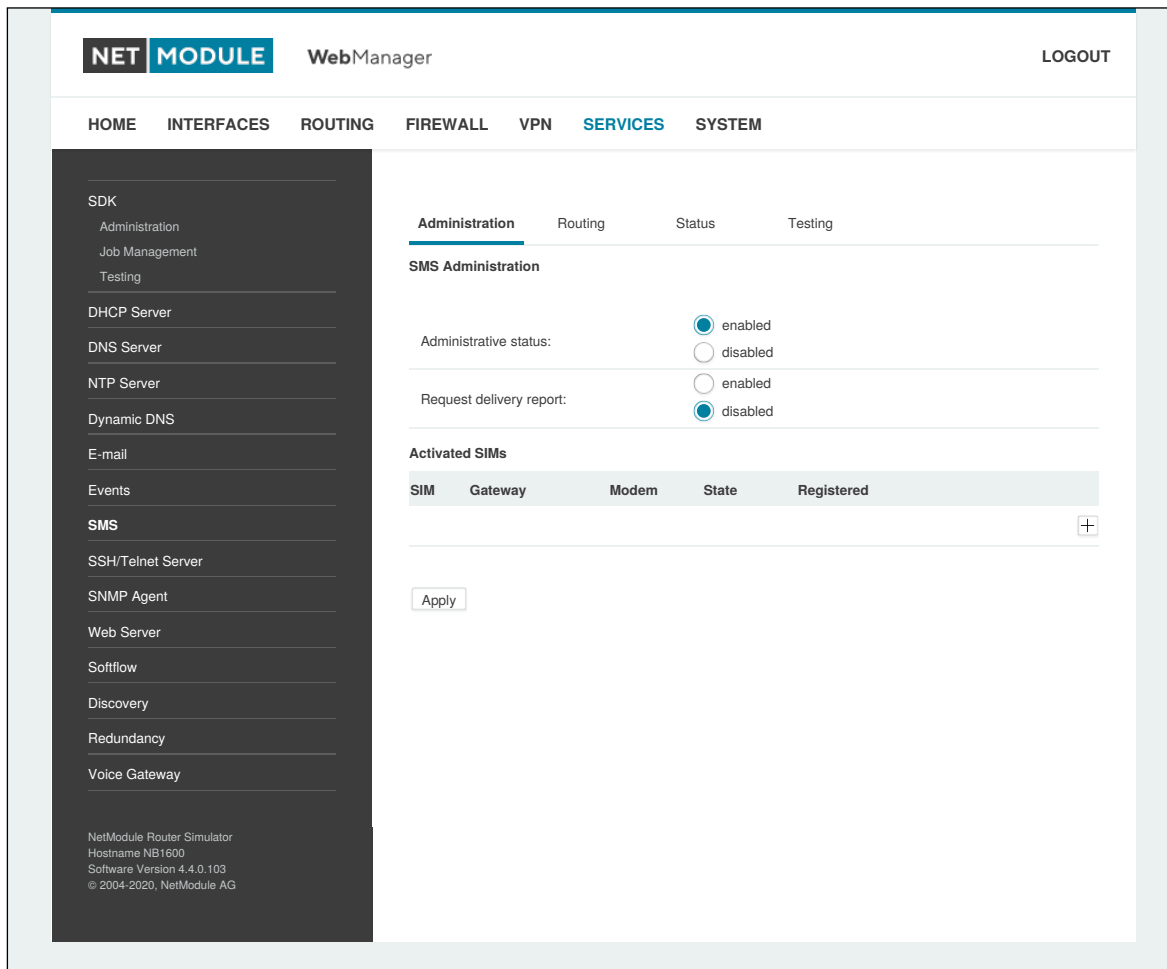 NET MODULE WebManager LOGOUT
HOME INTERFACES ROUTING FIREWALL VPN SERVICES SYSTEM
SDK
Administration
Job Management
Testing
DHCP Server
DNS Server
NTP Server
Dynamic DNS
E-mail
Events
SMS
SSH/Telnet Server
SNMP Agent
Web Server
Softflow
Discovery
Redundancy
Voice Gateway
NetModule Router Simulator
Hostname NB1600
Software Version 4.4.0.103
© 2004-2020, NetModule AG
Administration Routing Status Testing
SMS Administration
Administrative status:
enabled
disabled
Request delivery report:
enabled
disabled
Activated SIMs
SIM Gateway Modem State Registered
Apply